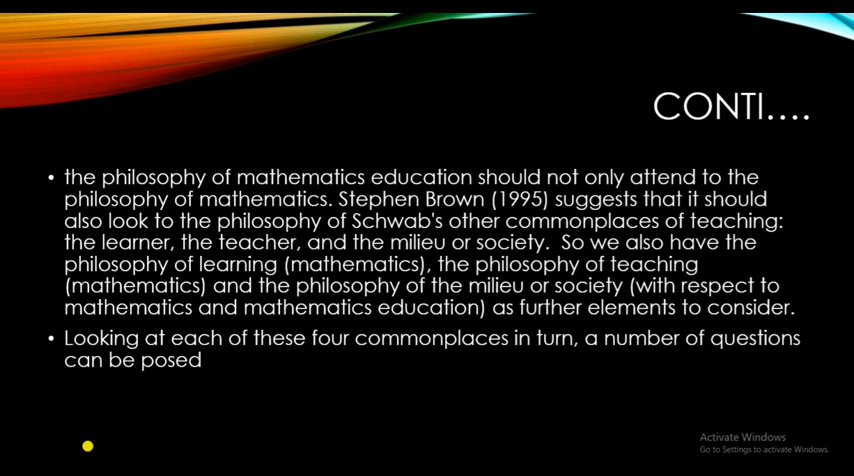 CONTI....
• the philosophy of mathematics education should not only attend to the
philosophy of mathematics. Stephen Brown (1995) suggests that it should
also look to the philosophy of Schwab's other commonplaces of teaching:
the learner, the teacher, and the milieu or society.  So we also have the
philosophy of learning (mathematics), the philosophy of teaching
(mathematics) and the philosophy of the milieu or society (with respect to
mathematics and mathematics education) as further elements to consider.
• Looking at each of these four commonplaces in turn, a number of questions
can be posed
Activate Windows
Go to Settings to activate Windows.